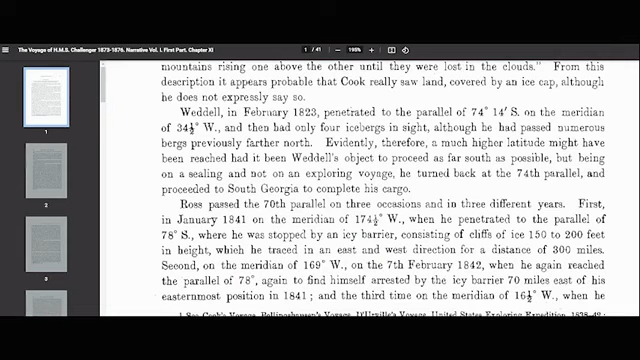 The Voyage of H.M.S. Challenger 1873-1876. Narrative Vol. I. First Part. Chapter XI
1 / 41
198%
mountains rising one above the other until they were lost in the clouds." From this
description it appears probable that Cook really saw land, covered by an ice cap, although
he does not expressly say so.
Weddell, in February 1823, penetrated to the parallel of 74° 14′ S. on the meridian
of 34½° W., and then had only four icebergs in sight, although he had passed numerous
bergs previously farther north. Evidently, therefore, a much higher latitude might have
been reached had it been Weddell's object to proceed as far south as possible, but being
on a sealing and not on an exploring voyage, he turned back at the 74th parallel, and
proceeded to South Georgia to complete his cargo.
Ross passed the 70th parallel on three occasions and in three different years. First,
in January 1841 on the meridian of 174½° W., when he penetrated to the parallel of
78° S., where he was stopped by an icy barrier, consisting of cliffs of ice 150 to 200 feet
in height, which he traced in an east and west direction for a distance of 300 miles.
Second, on the meridian of 169° W., on the 7th February 1842, when he again reached
the parallel of 78°, again to find himself arrested by the icy barrier 70 miles east of his
easternmost position in 1841 ; and the third time on the meridian of 16½° W., when he
1 See Cook's Voyage, Bellingshausen's Voyage, D'Urville's Voyage, United States Exploring Expedition, 1838-42 ;
1
2
3